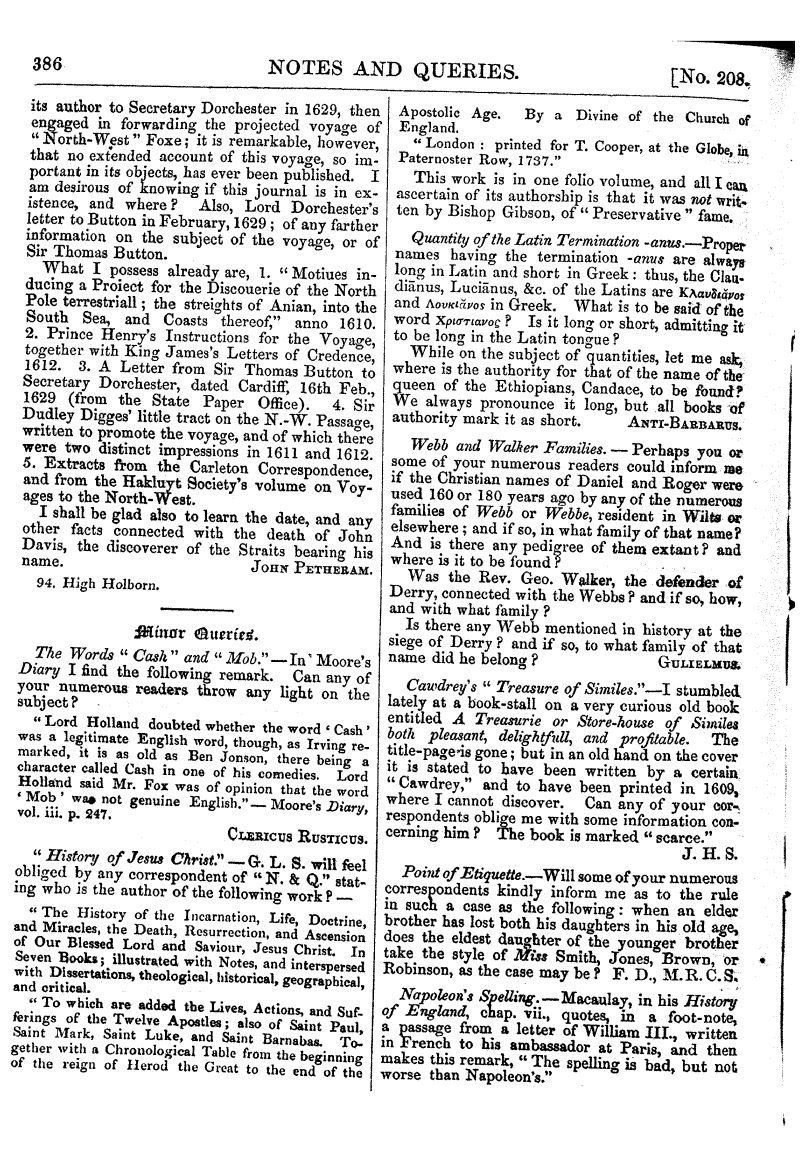 386
NOTES AND QUERIES.
[No. 208.
its author to Secretary Dorchester in 1629, then
engaged in forwarding the projected voyage of
“North-West” Foxe; it is remarkable, however,
that no extended account of this voyage, so im-
portant in its objects, has ever been published. I
am desirous of knowing if this journal is in ex-
istence, and where? Also, Lord Dorchester's
letter to Button in February, 1629; of any farther
information on the subject of the voyage, or of
Sir Thomas Button.
What I possess already are, 1. “Motiues in-
ducing a Proiect for the Discouerie of the North
Pole terrestriall; the streights of Anian, into the
South Sea, and Coasts thereof,” anno 1610.
2. Prince Henry's Instructions for the Voyage,
together with King James's Letters of Credence,
1612. 3. A Letter from Sir Thomas Button to
Secretary Dorchester, dated Cardiff, 16th Feb.,
1629 (from the State Paper Office). 4. Sir
Dudley Digges' little tract on the N.-W. Passage,
written to promote the voyage, and of which there
were two distinct impressions in 1611 and 1612.
5. Extracts from the Carleton Correspondence,
and from the Hakluyt Society's volume on Voy-
ages to the North-West.
I shall be glad also to learn the date, and any
other facts connected with the death of John
Davis, the discoverer of the Straits bearing his
name. JOHN PETHERAM.
94. High Holborn.
Minor Queries.
The Words “Cash” and “Mob.”—In Moore's
Diary I find the following remark. Can any of
your numerous readers throw any light on the
subject?
“Lord Holland doubted whether the word ‘Cash’
was a legitimate English word, though, as Irving re-
marked, it is as old as Ben Jonson, there being a
character called Cash in one of his comedies. Lord
Holland said Mr. Fox was of opinion that the word
‘Mob’ was not genuine English.”—Moore's Diary,
vol. iii. p. 247.
CLERICUS RUSTICUS.
“History of Jesus Christ.”—G. L. S. will feel
obliged by any correspondent of “N. & Q.” stat-
ing who is the author of the following work?—
“The History of the Incarnation, Life, Doctrine,
and Miracles, the Death, Resurrection, and Ascension
of Our Blessed Lord and Saviour, Jesus Christ. In
Seven Books; illustrated with Notes, and interspersed
with Dissertations, theological, historical, geographical,
and critical.
“To which are added the Lives, Actions, and Suf-
ferings of the Twelve Apostles; also of Saint Paul,
Saint Mark, Saint Luke, and Saint Barnabas. To-
gether with a Chronological Table from the beginning
of the reign of Herod the Great to the end of the
Apostolic Age. By a Divine of the Church of
England.
“London: printed for T. Cooper, at the Globe, in
Paternoster Row, 1737.”
This work is in one folio volume, and all I can
ascertain of its authorship is that it was not writ-
ten by Bishop Gibson, of “Preservative” fame.
Quantity of the Latin Termination -anus.—Proper
names having the termination -anus are always
long in Latin and short in Greek: thus, the Clau-
diānus, Luciānus, &c. of the Latins are Κλαυδιᾰνος
and Λουκιᾰνος in Greek. What is to be said of the
word Χριστιανος? Is it long or short, admitting it
to be long in the Latin tongue?
While on the subject of quantities, let me ask,
where is the authority for that of the name of the
queen of the Ethiopians, Candace, to be found?
We always pronounce it long, but all books of
authority mark it as short. ANTI-BARBARUS.
Webb and Walker Families.—Perhaps you or
some of your numerous readers could inform me
if the Christian names of Daniel and Roger were
used 160 or 180 years ago by any of the numerous
families of Webb or Webbe, resident in Wilts or
elsewhere; and if so, in what family of that name?
And is there any pedigree of them extant? and
where is it to be found?
Was the Rev. Geo. Walker, the defender of
Derry, connected with the Webbs? and if so, how,
and with what family?
Is there any Webb mentioned in history at the
siege of Derry? and if so, to what family of that
name did he belong? GULIELMUS.
Cawdrey's “Treasure of Similes.”—I stumbled
lately at a book-stall on a very curious old book
entitled A Treasurie or Store-house of Similes
both pleasant, delightfull, and profitable. The
title-page is gone; but in an old hand on the cover
it is stated to have been written by a certain
“Cawdrey,” and to have been printed in 1609,
where I cannot discover. Can any of your cor-
respondents oblige me with some information con-
cerning him? The book is marked “scarce.”
J. H. S.
Point of Etiquette.—Will some of your numerous
correspondents kindly inform me as to the rule
in such a case as the following: when an elder
brother has lost both his daughters in his old age,
does the eldest daughter of the younger brother
take the style of Miss Smith, Jones, Brown, or
Robinson, as the case may be? F. D., M.R.C.S.
Napoleon's Spelling.—Macaulay, in his History
of England, chap. vii., quotes, in a foot-note,
a passage from a letter of William III., written
in French to his ambassador at Paris, and then
makes this remark, “The spelling is bad, but not
worse than Napoleon's.”